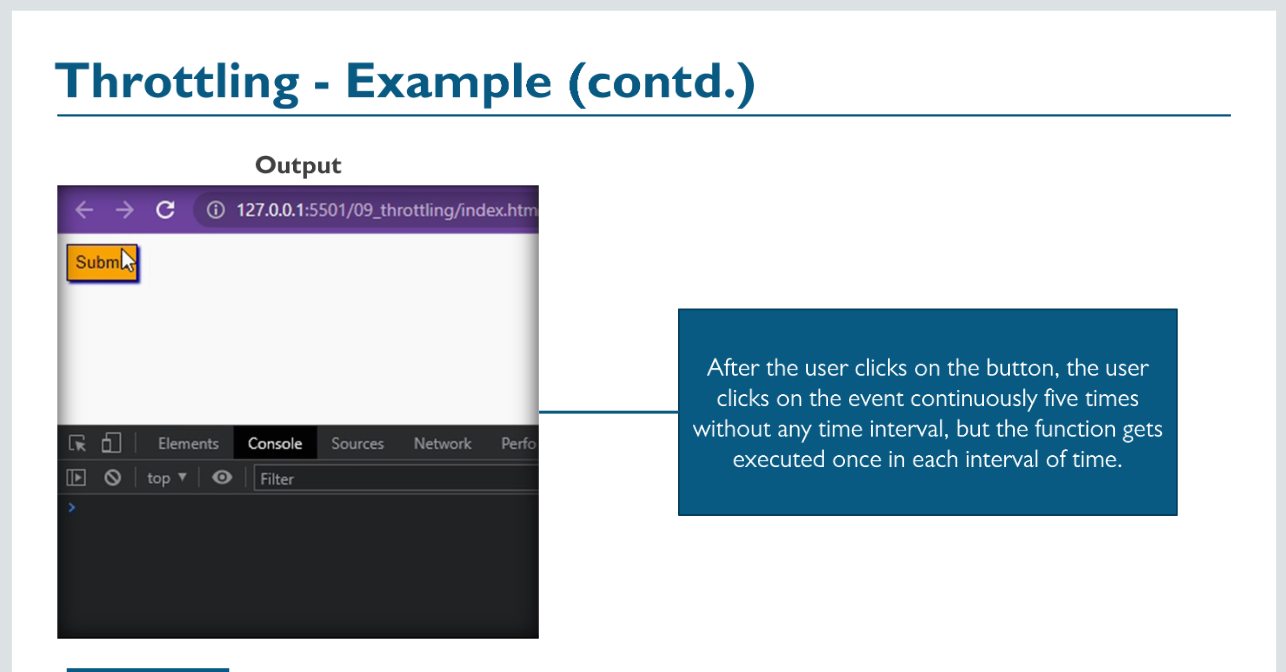 Throttling - Example (contd.)
Output
127.0.0.1:5501/09_throttling/index.htm
Subm
Elements Console Sources Network Perfo
top Filter
After the user clicks on the button, the user
clicks on the event continuously five times
without any time interval, but the function gets
executed once in each interval of time.